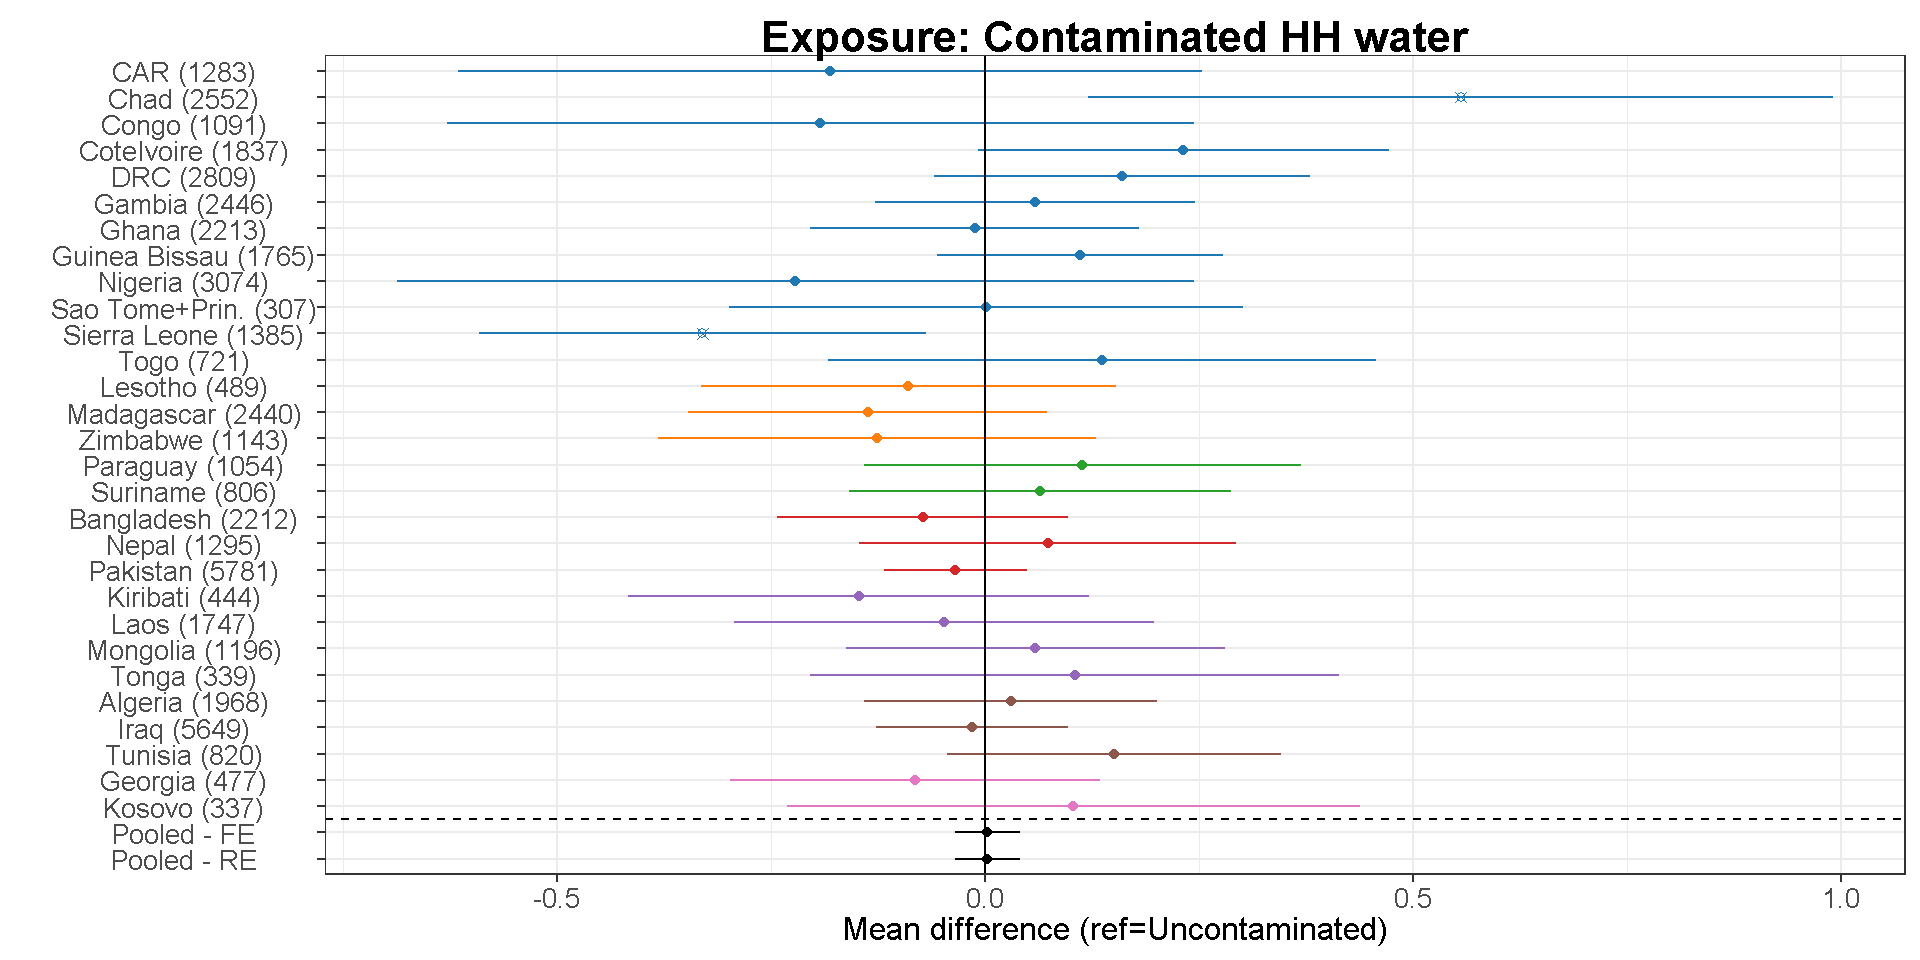 Exposure: Contaminated HH water
CAR (1283)
Chad (2552)
Congo (1091)
CoteIvoire (1837)
DRC (2809)
Gambia (2446)
Ghana (2213)
Guinea Bissau (1765)
Nigeria (3074)
Sao Tome+Prin. (307)
Sierra Leone (1385)
Togo (721)
Lesotho (489)
Madagascar (2440)
Zimbabwe (1143)
Paraguay (1054)
Suriname (806)
Bangladesh (2212)
Nepal (1295)
Pakistan (5781)
Kiribati (444)
Laos (1747)
Mongolia (1196)
Tonga (339)
Algeria (1968)
Iraq (5649)
Tunisia (820)
Georgia (477)
Kosovo (337)
Pooled - FE
Pooled - RE
-0.5 0.0 0.5 1.0
Mean difference (ref=Uncontaminated)